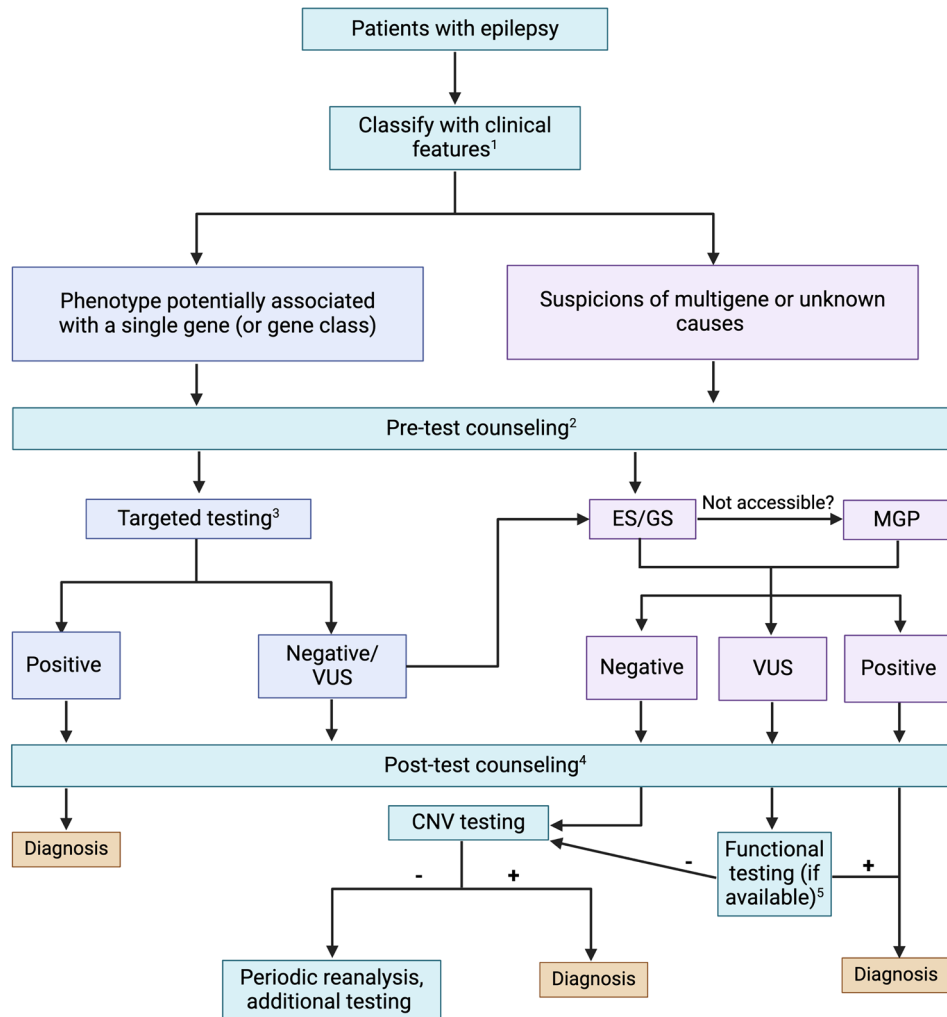 Patients with epilepsy
Classify with clinical
features¹
Phenotype potentially associated
with a single gene (or gene class)
Suspicions of multigene or unknown
causes
Pre-test counseling²
Targeted testing³
ES/GS
Not accessible?
MGP
Positive
Negative/
VUS
Negative
VUS
Positive
Post-test counseling⁴
Diagnosis
CNV testing
Functional
testing (if
available)⁵
-
+
-
+
Periodic reanalysis,
additional testing
Diagnosis
Diagnosis